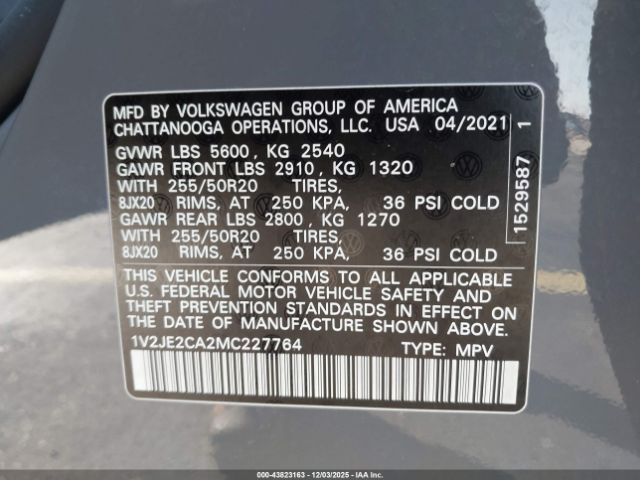 MFD BY VOLKSWAGEN GROUP OF AMERICA
CHATTANOOGA OPERATIONS, LLC. USA 04/2021
GVWR LBS 5600, KG 2540
GAWR FRONT LBS 2910, KG 1320
WITH 255/50R20 TIRES,
8JX20 RIMS, AT 250 KPA, 36 PSI COLD
GAWR REAR LBS 2800, KG 1270
WITH 255/50R20 TIRES,
8JX20 RIMS, AT 250 KPA, 36 PSI COLD
THIS VEHICLE CONFORMS TO ALL APPLICABLE
U.S. FEDERAL MOTOR VEHICLE SAFETY AND
THEFT PREVENTION STANDARDS IN EFFECT ON
DATE OF MANUFACTURE SHOWN ABOVE.
1V2JE2CA2MC227764 TYPE: MPV
1529587 1
000-43823163 - 12/03/2025 - IAA, Inc.